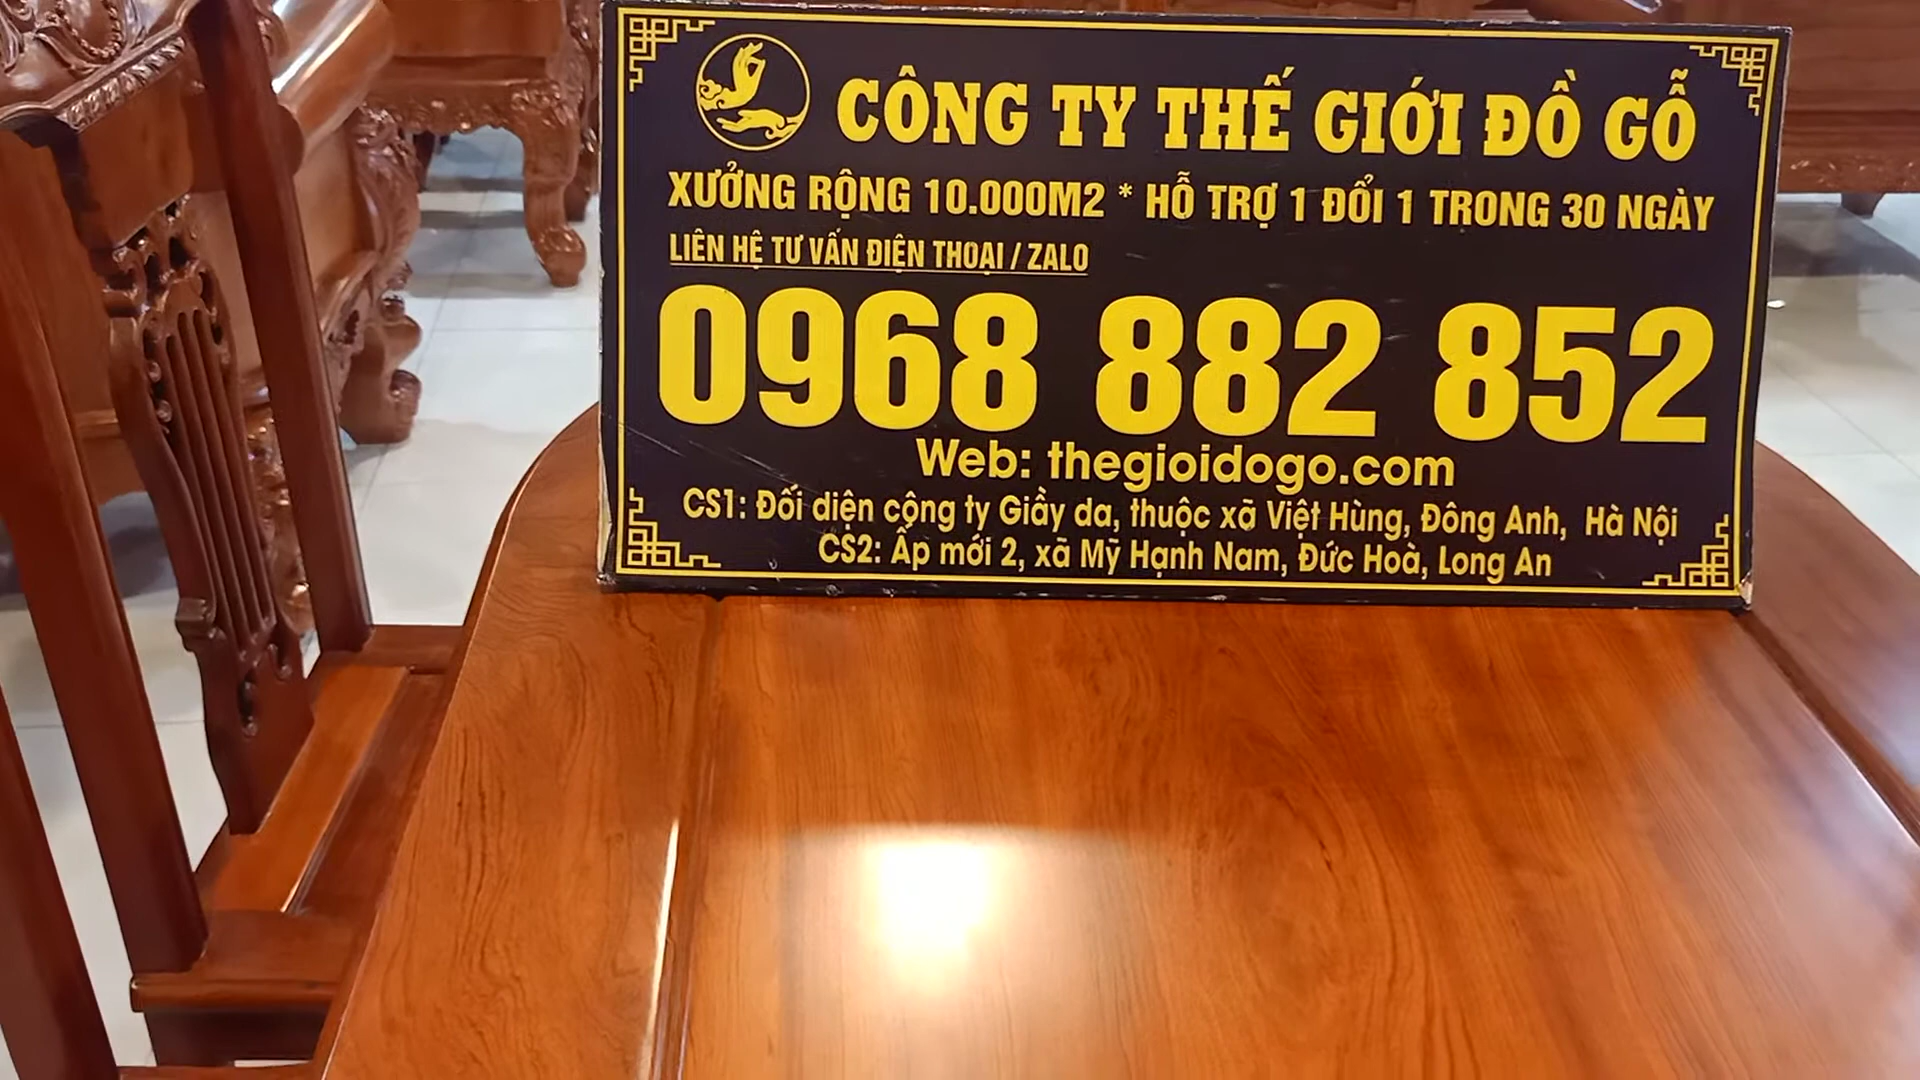 CÔNG TY THẾ GIỚI ĐỒ GỖ
XƯỞNG RỘNG 10.000M2 * HỖ TRỢ 1 ĐỔI 1 TRONG 30 NGÀY
LIÊN HỆ TƯ VẤN ĐIỆN THOẠI / ZALO
0968 882 852
Web: thegioidogo.com
CS1: Đối diện công ty Giầy da, thuộc xã Việt Hùng, Đông Anh, Hà Nội
CS2: Ấp mới 2, xã Mỹ Hạnh Nam, Đức Hoà, Long An